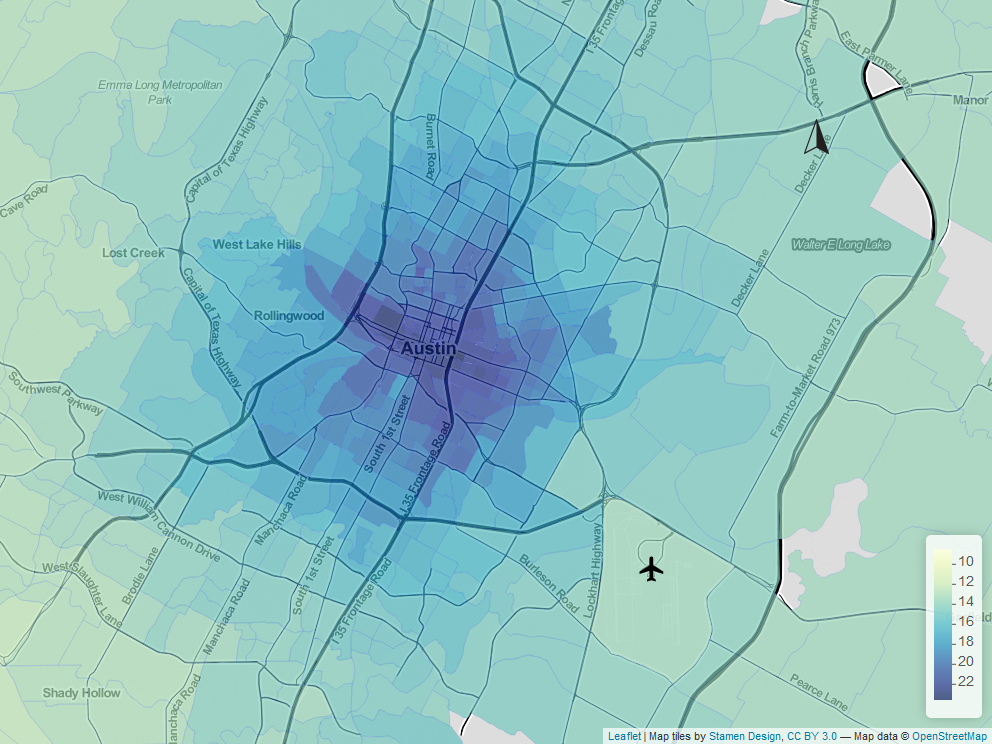 I 35 Frontage
Dessau Roa
Harris Branch Parkwa
East Parmer Lane
Emma Long Metropolitan
Park
Manor
Burnet Road
Capital of Texas Highway
Decker Lane
Cave Road
West Lake Hills
Lost Creek
Walter E Long Lake
Decker Lane
Capital of Texas Highway
Rollingwood
Austin
Farm-to-Market Road 973
Southwest Parkway
South 1st Street
I 35 Frontage Road
West William Cannon Drive
Manchaca Road
Lockhart Highway
Burleson Road
West Slaughter Lane
Brodie Lane
South 1st Street
I 35 Frontage Road
Manchaca Road
Shady Hollow
Manchaca Road
Pearce Lane
10
12
14
16
18
20
22
Leaflet | Map tiles by Stamen Design, CC BY 3.0 — Map data © OpenStreetMap